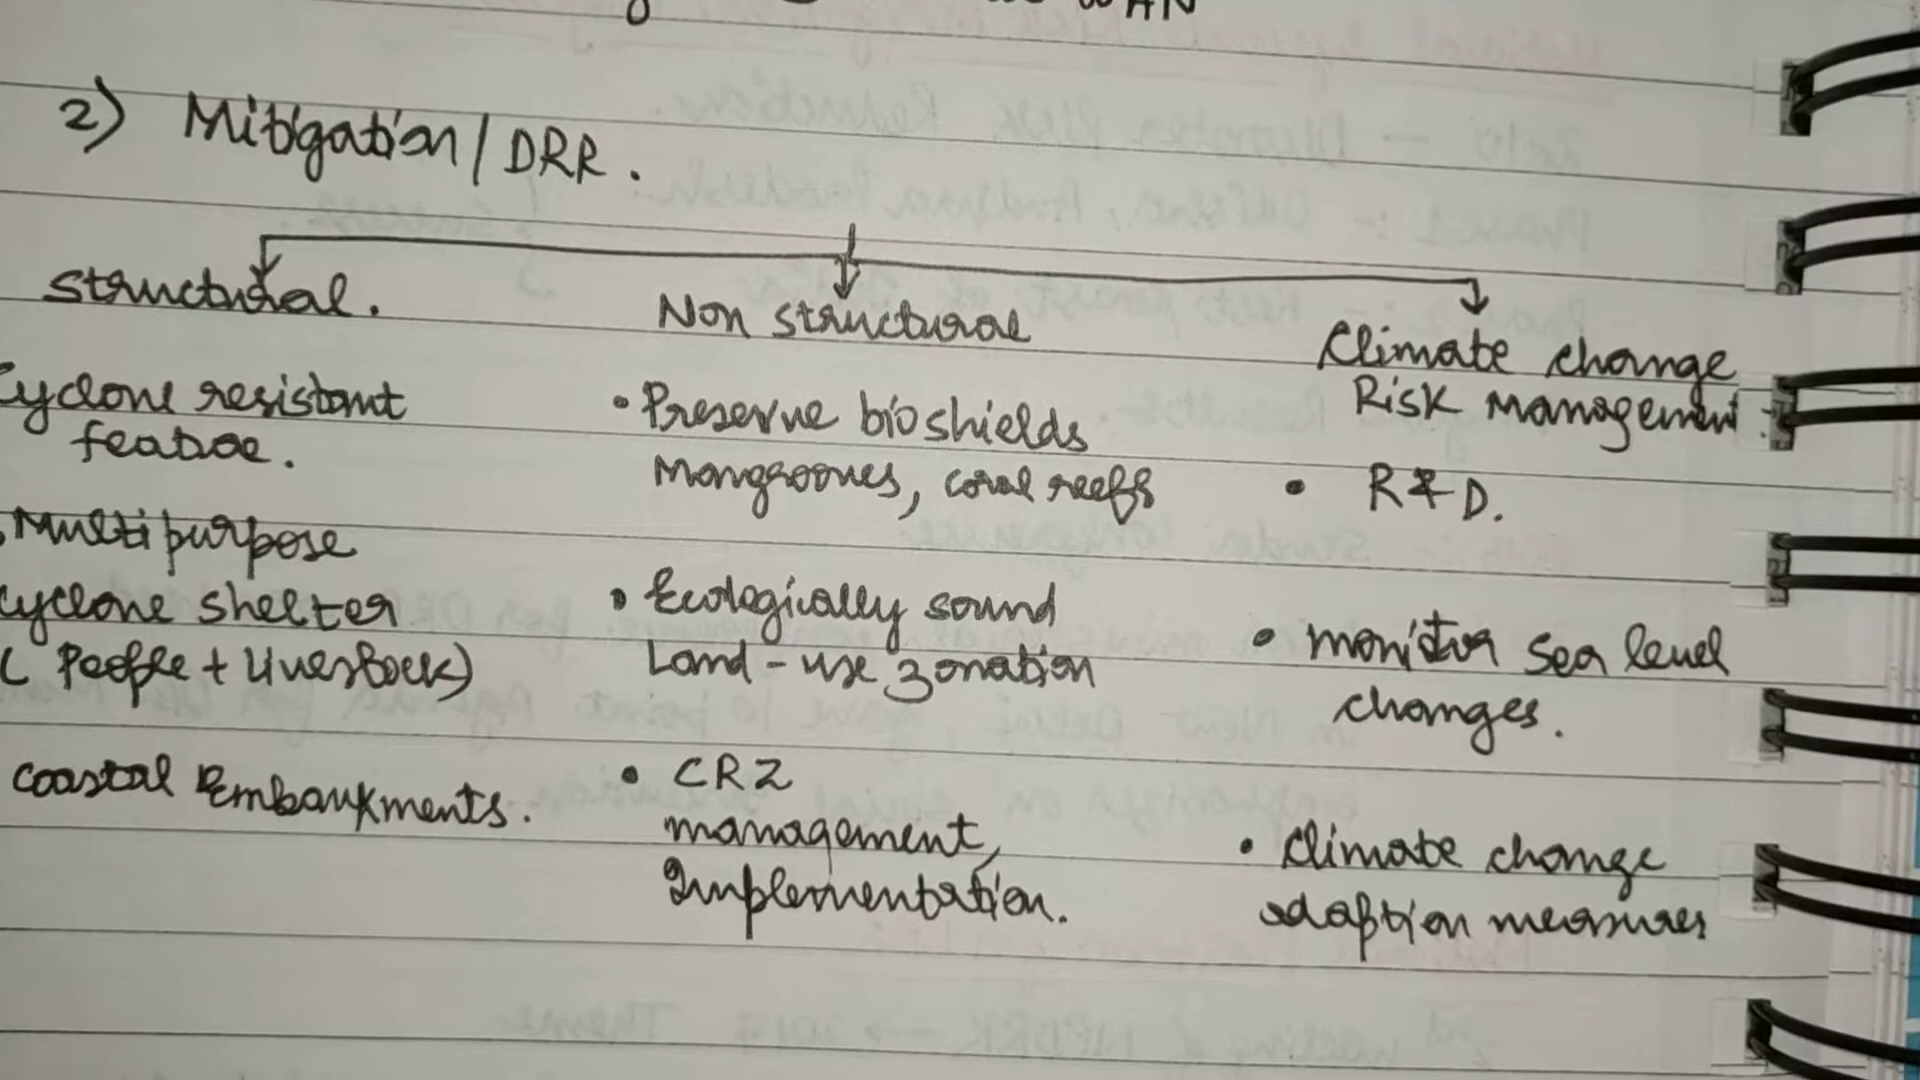 WAN
2) Mitigation / DRR.
Structural.
Cyclone resistant
feature.
Multipurpose
Cyclone shelter
( People + Livestock)
Coastal Embankments.
Non structural
• Preserve bioshields
Mangrooves, coral reefs
• Ecologically sound
Land-use zonation
• CRZ
management,
Implementation.
Climate change
Risk Management.
• R & D.
• monitor sea level
changes.
• climate change
adaption measures